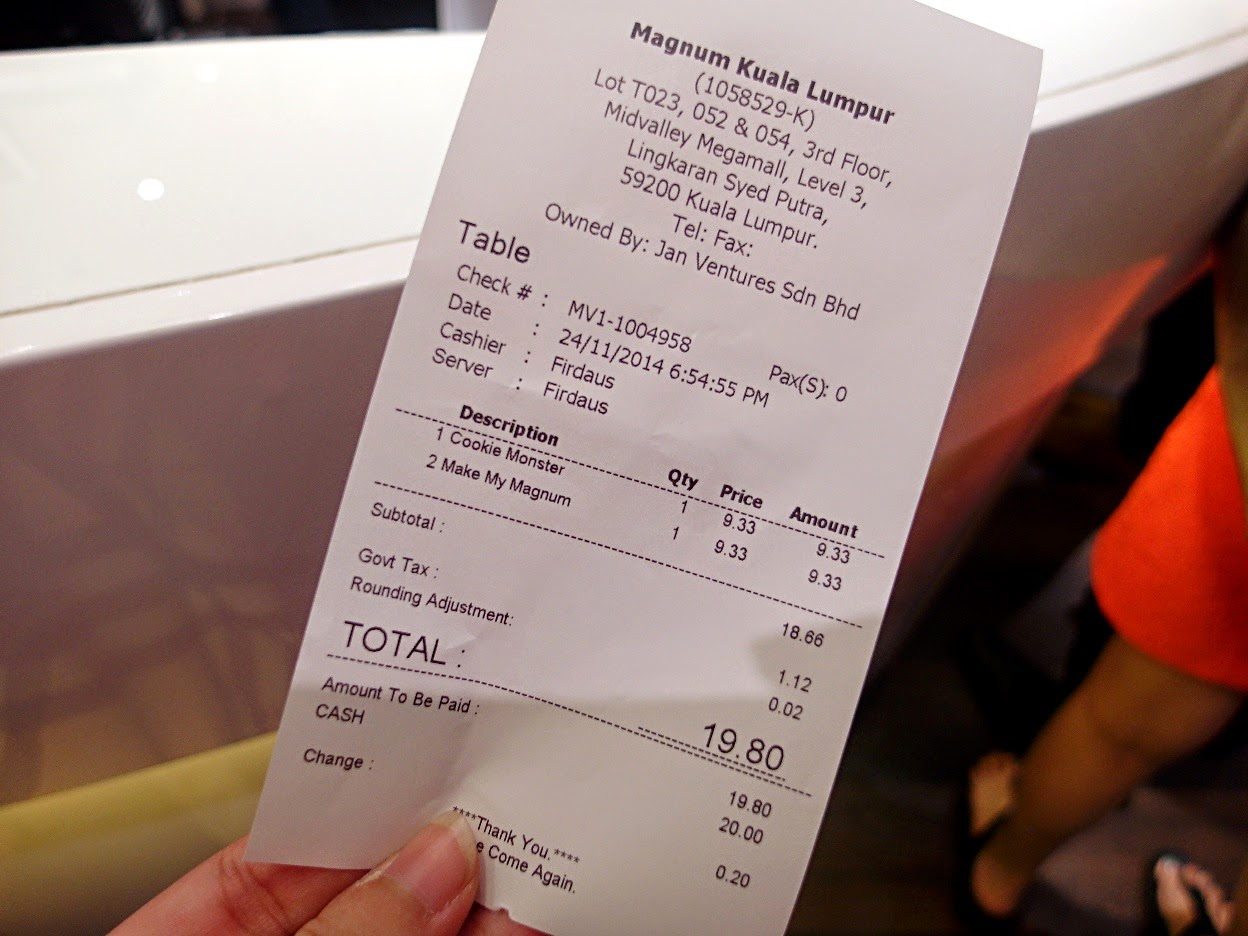 Magnum Kuala Lumpur
(1058529-K)
Lot T023, 052 & 054, 3rd Floor,
Midvalley Megamall, Level 3,
Lingkaran Syed Putra,
59200 Kuala Lumpur.
Tel: Fax:
Owned By: Jan Ventures Sdn Bhd
Table
Check # : MV1-1004958 Pax(S): 0
Date : 24/11/2014 6:54:55 PM
Cashier : Firdaus
Server : Firdaus
Description Qty Price Amount
1 Cookie Monster 1 9.33 9.33
2 Make My Magnum 1 9.33 9.33
Subtotal : 18.66
Govt Tax : 1.12
Rounding Adjustment: 0.02
TOTAL : 19.80
Amount To Be Paid : 19.80
CASH 20.00
Change : 0.20
****Thank You.****
Come Again.